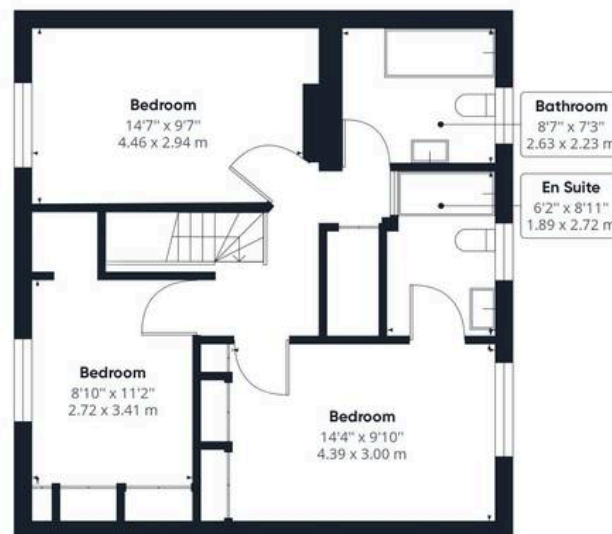 Bedroom
14'7" x 9'7"
4.46 x 2.94 m
Bathroom
8'7" x 7'3"
2.63 x 2.23 m
En Suite
6'2" x 8'11"
1.89 x 2.72 m
Bedroom
8'10" x 11'2"
2.72 x 3.41 m
Bedroom
14'4" x 9'10"
4.39 x 3.00 m